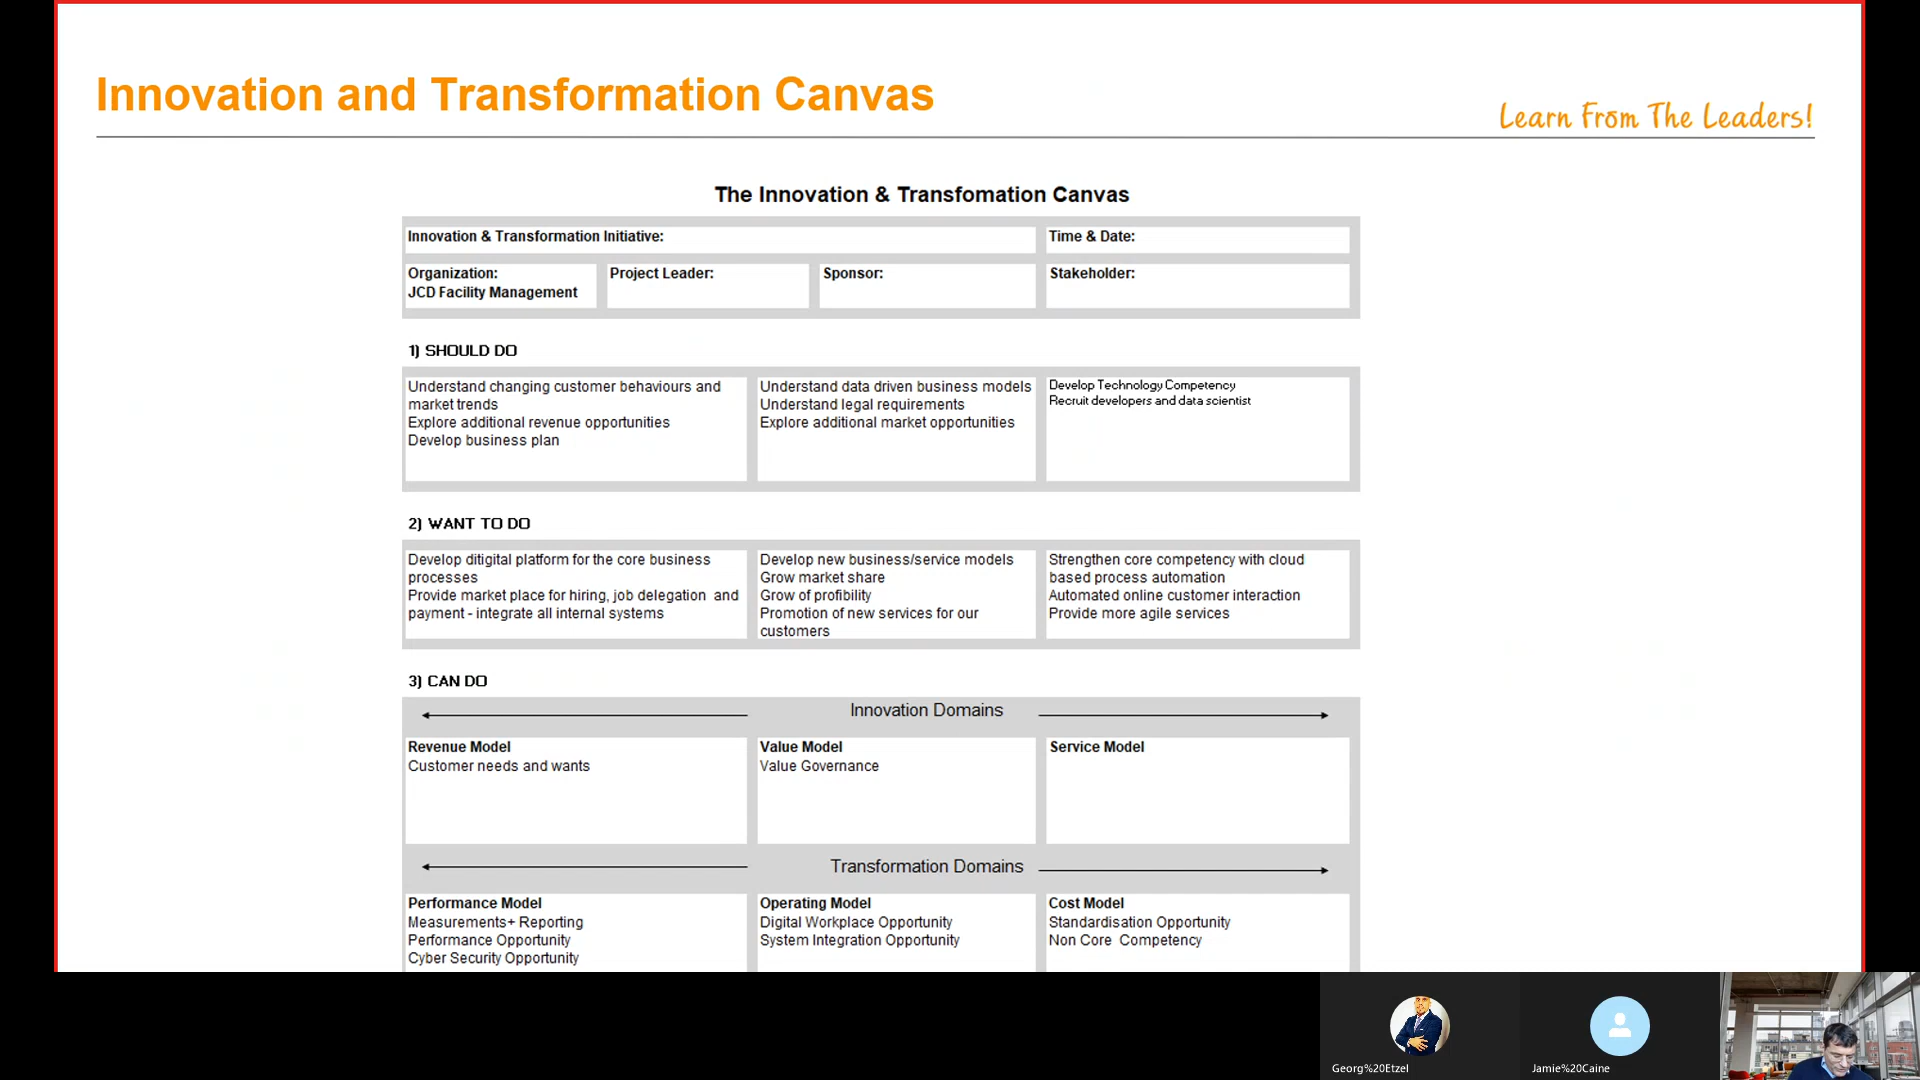 Innovation and Transformation Canvas
Learn From The Leaders!
The Innovation & Transfomation Canvas
Innovation & Transformation Initiative:
Time & Date:
Organization:
JCD Facility Management
Project Leader:
Sponsor:
Stakeholder:
1) SHOULD DO
Understand changing customer behaviours and
market trends
Explore additional revenue opportunities
Develop business plan
Understand data driven business models
Understand legal requirements
Explore additional market opportunities
Develop Technology Competency
Recruit developers and data scientist
2) WANT TO DO
Develop ditigital platform for the core business
processes
Provide market place for hiring, job delegation and
payment - integrate all internal systems
Develop new business/service models
Grow market share
Grow of profibility
Promotion of new services for our
customers
Strengthen core competency with cloud
based process automation
Automated online customer interaction
Provide more agile services
3) CAN DO
Innovation Domains
Revenue Model
Customer needs and wants
Value Model
Value Governance
Service Model
Transformation Domains
Performance Model
Measurements+ Reporting
Performance Opportunity
Cyber Security Opportunity
Operating Model
Digital Workplace Opportunity
System Integration Opportunity
Cost Model
Standardisation Opportunity
Non Core Competency
Georg%20Etzel
Jamie%20Caine